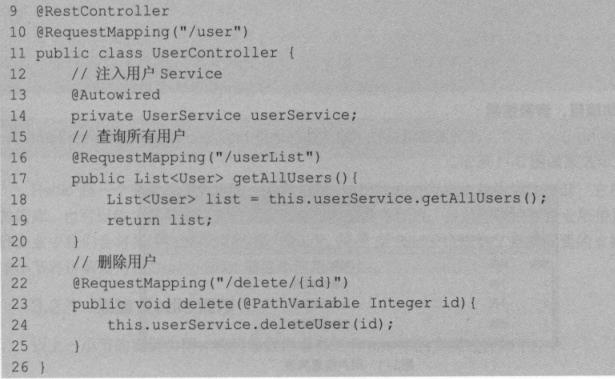 9 @RestController
10 @RequestMapping("/user")
11 public class UserController {
12 // 注入用户 Service
13 @Autowired
14 private UserService userService;
15 // 查询所有用户
16 @RequestMapping("/userList")
17 public List<User> getAllUsers(){
18 List<User> list = this.userService.getAllUsers();
19 return list;
20 }
21 // 删除用户
22 @RequestMapping("/delete/{id}")
23 public void delete(@PathVariable Integer id){
24 this.userService.deleteUser(id);
25 }
26 }